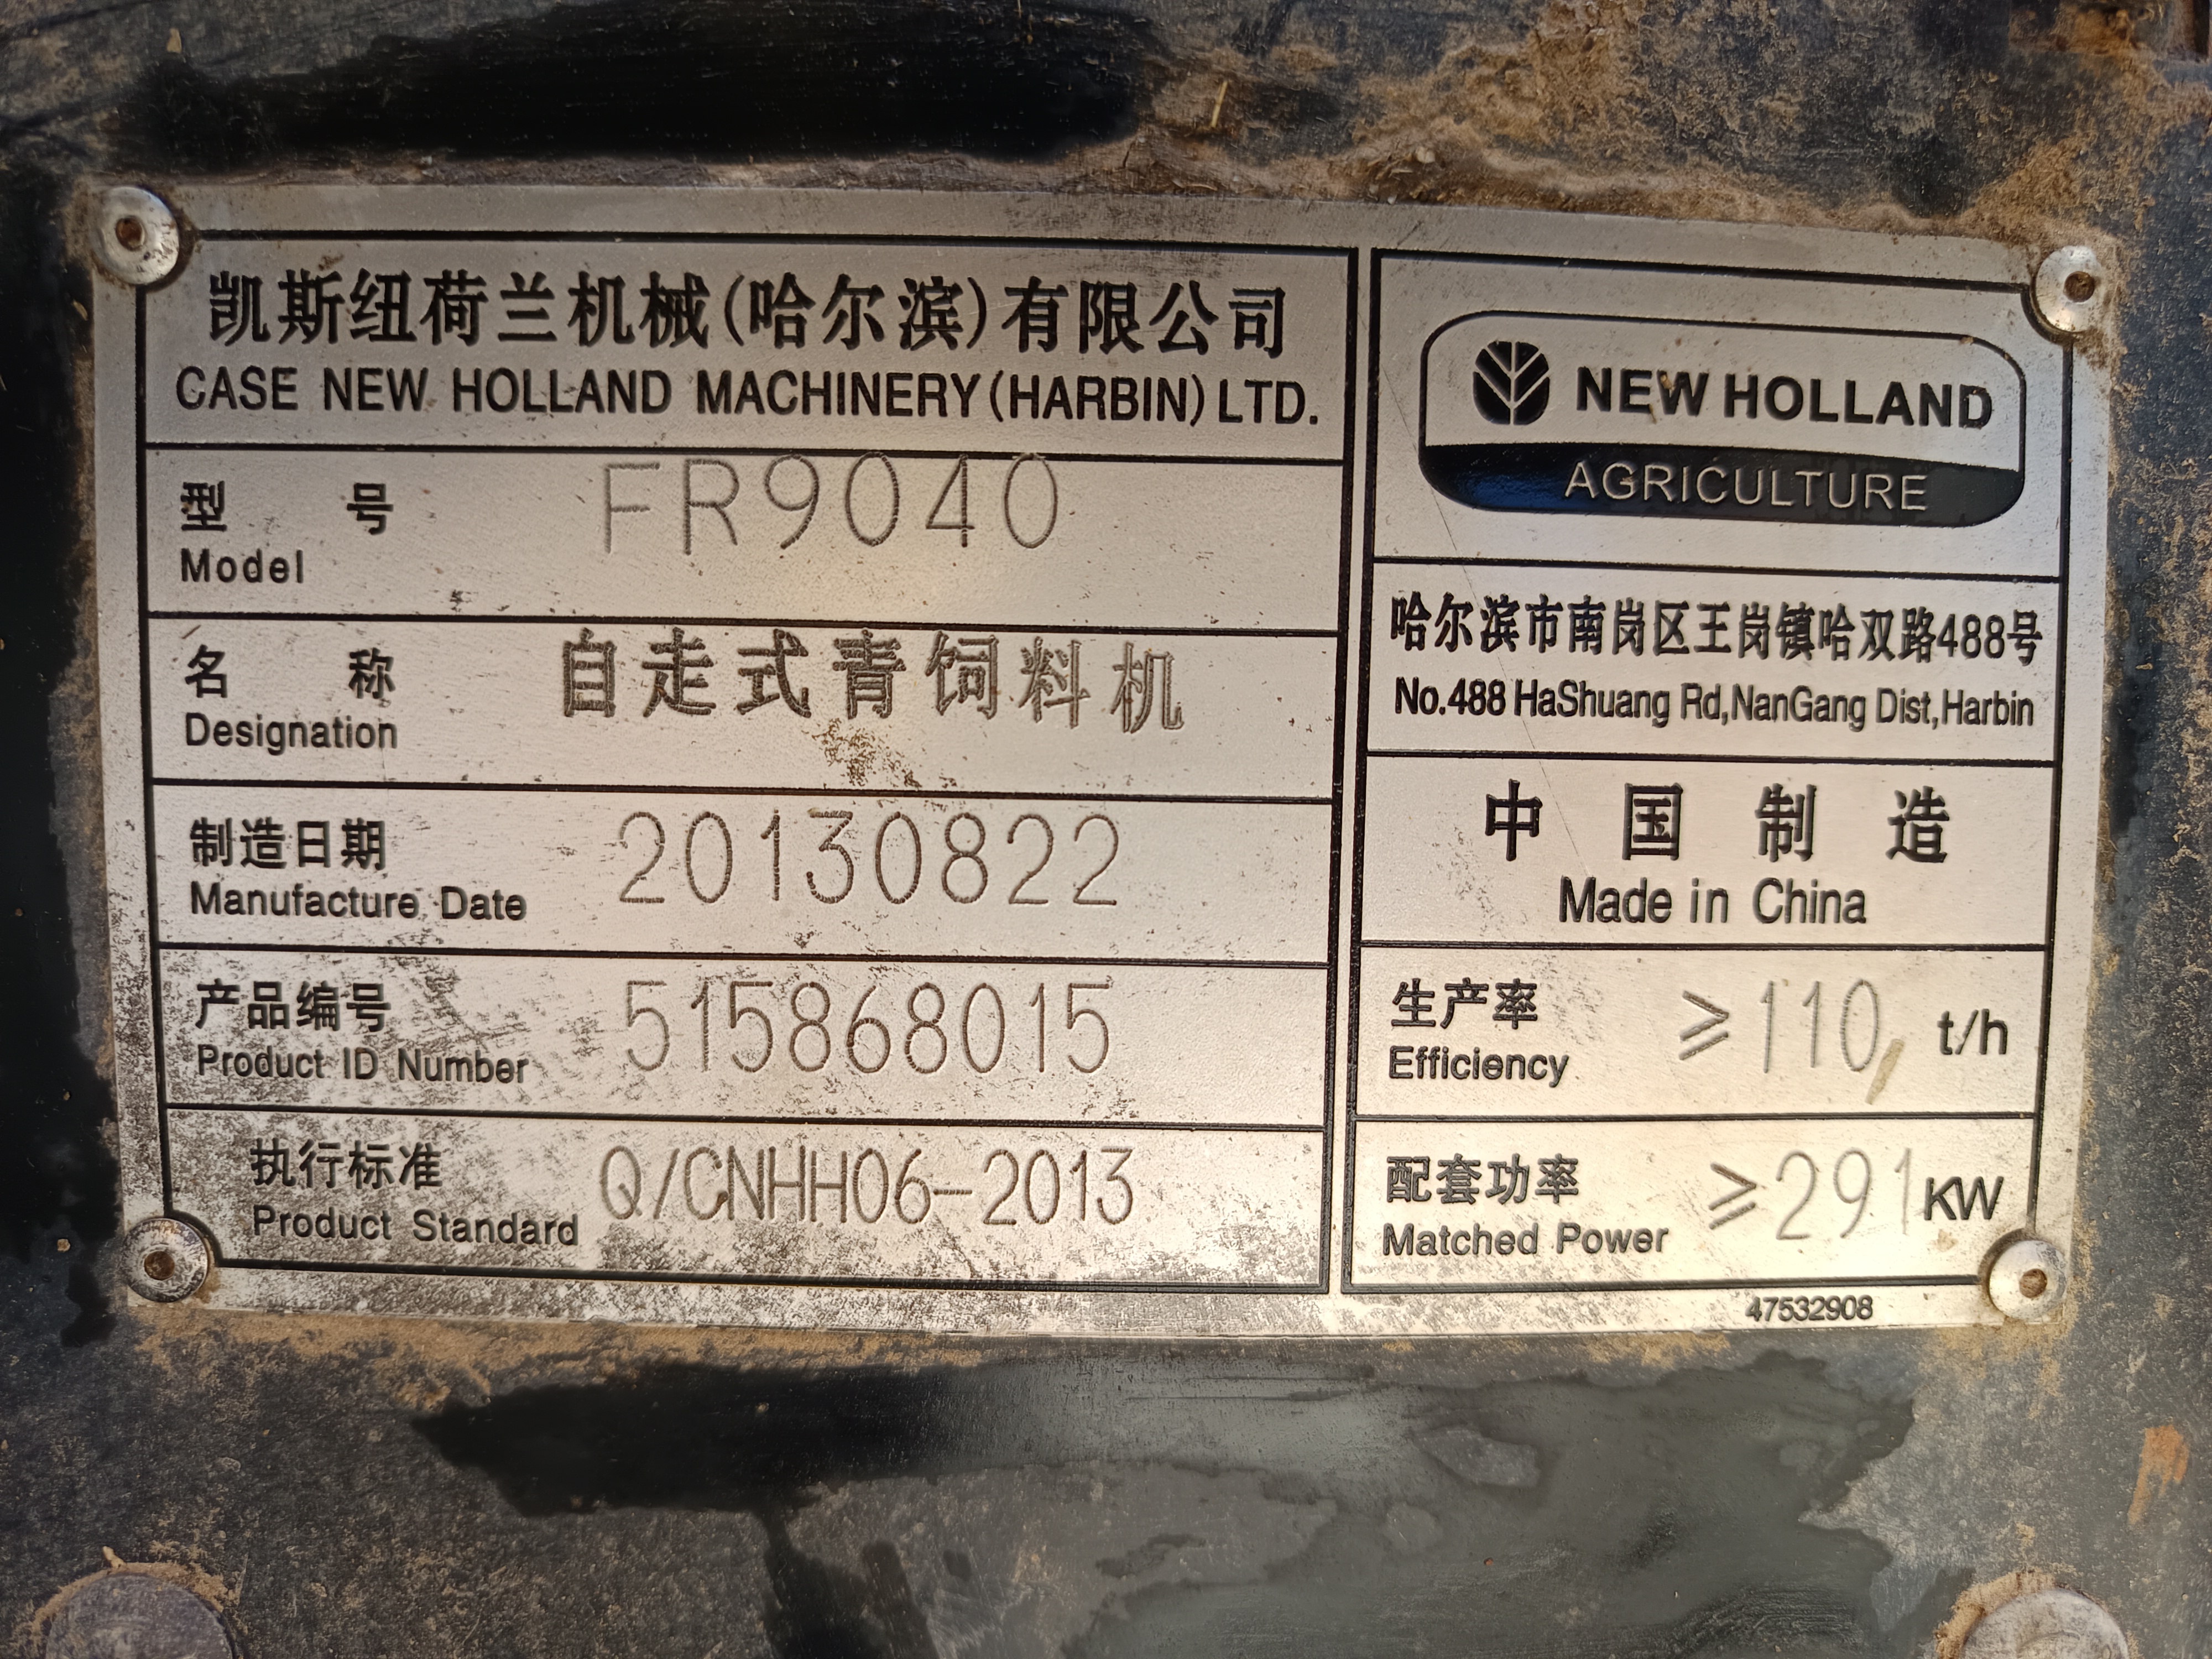 凯斯纽荷兰机械(哈尔滨)有限公司
CASE NEW HOLLAND MACHINERY(HARBIN)LTD.
型 号 FR9040
Model
名 称 自走式青饲料机
Designation
制造日期 20130822
Manufacture Date
产品编号 515868015
Product ID Number
执行标准 Q/CNHH06-2013
Product Standard
NEW HOLLAND
AGRICULTURE
哈尔滨市南岗区王岗镇哈双路488号
No.488 HaShuang Rd,NanGang Dist,Harbin
中国制造
Made in China
生产率 ≥110 t/h
Efficiency
配套功率 ≥291 KW
Matched Power
47532908